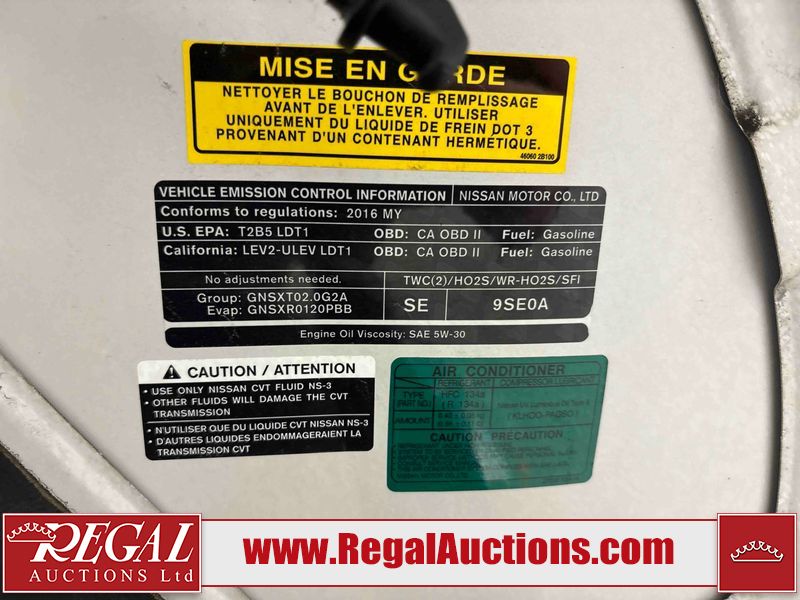 MISE EN GARDE
NETTOYER LE BOUCHON DE REMPLISSAGE
AVANT DE L'ENLEVER. UTILISER
UNIQUEMENT DU LIQUIDE DE FREIN DOT 3
PROVENANT D'UN CONTENANT HERMÉTIQUE.
46060 2B100
VEHICLE EMISSION CONTROL INFORMATION NISSAN MOTOR CO., LTD
Conforms to regulations: 2016 MY
U.S. EPA: T2B5 LDT1 OBD: CA OBD II Fuel: Gasoline
California: LEV2-ULEV LDT1 OBD: CA OBD II Fuel: Gasoline
No adjustments needed. TWC(2)/HO2S/WR-HO2S/SFI
Group: GNSXT02.0G2A
Evap: GNSXR0120PBB
SE 9SE0A
Engine Oil Viscosity: SAE 5W-30
CAUTION / ATTENTION
• USE ONLY NISSAN CVT FLUID NS-3
• OTHER FLUIDS WILL DAMAGE THE CVT
TRANSMISSION
• N'UTILISER QUE DU LIQUIDE CVT NISSAN NS-3
• D'AUTRES LIQUIDES ENDOMMAGERAIENT LA
TRANSMISSION CVT
AIR CONDITIONER
REFRIGERANT COMPRESSOR LUBRICANT
TYPE
(PART NO.)
HFC 134a
(R-134a)
AMOUNT
CAUTION PRÉCAUTION
REGAL
AUCTIONS Ltd
www.RegalAuctions.com